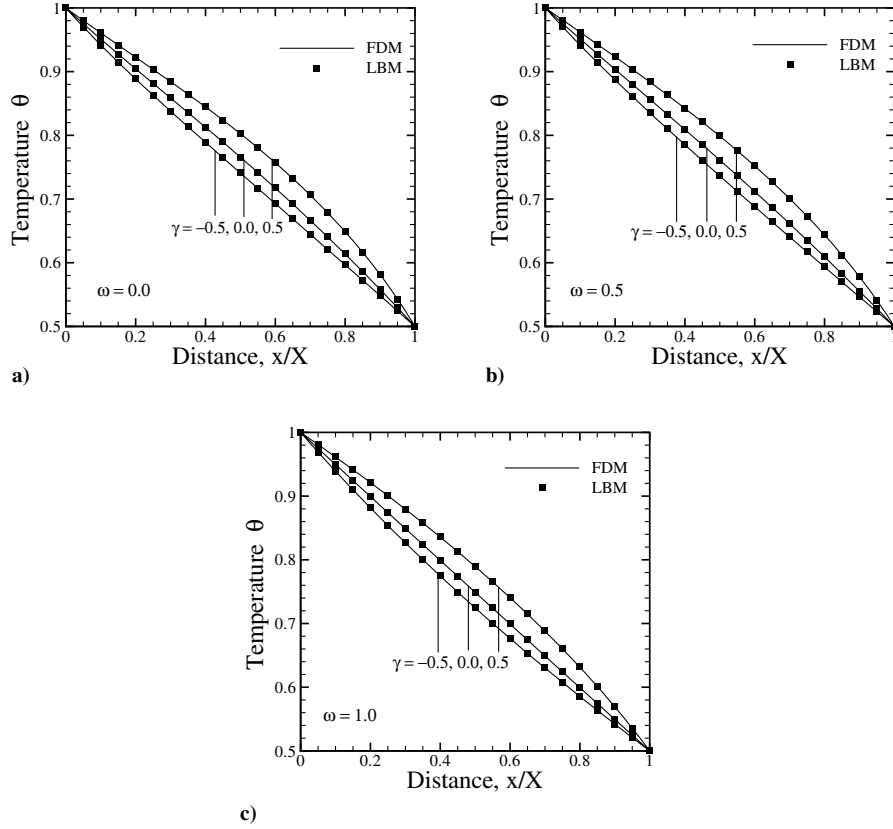 1
0.9
0.8
0.7
0.6
0.5
Temperature θ
FDM
LBM
γ = −0.5, 0.0, 0.5
ω = 0.0
0 0.2 0.4 0.6 0.8 1
Distance, x/X
a)
1
0.9
0.8
0.7
0.6
0.5
Temperature θ
FDM
LBM
γ = −0.5, 0.0, 0.5
ω = 0.5
0 0.2 0.4 0.6 0.8 1
Distance, x/X
b)
1
0.9
0.8
0.7
0.6
0.5
Temperature θ
FDM
LBM
γ = −0.5, 0.0, 0.5
ω = 1.0
0 0.2 0.4 0.6 0.8 1
Distance, x/X
c)